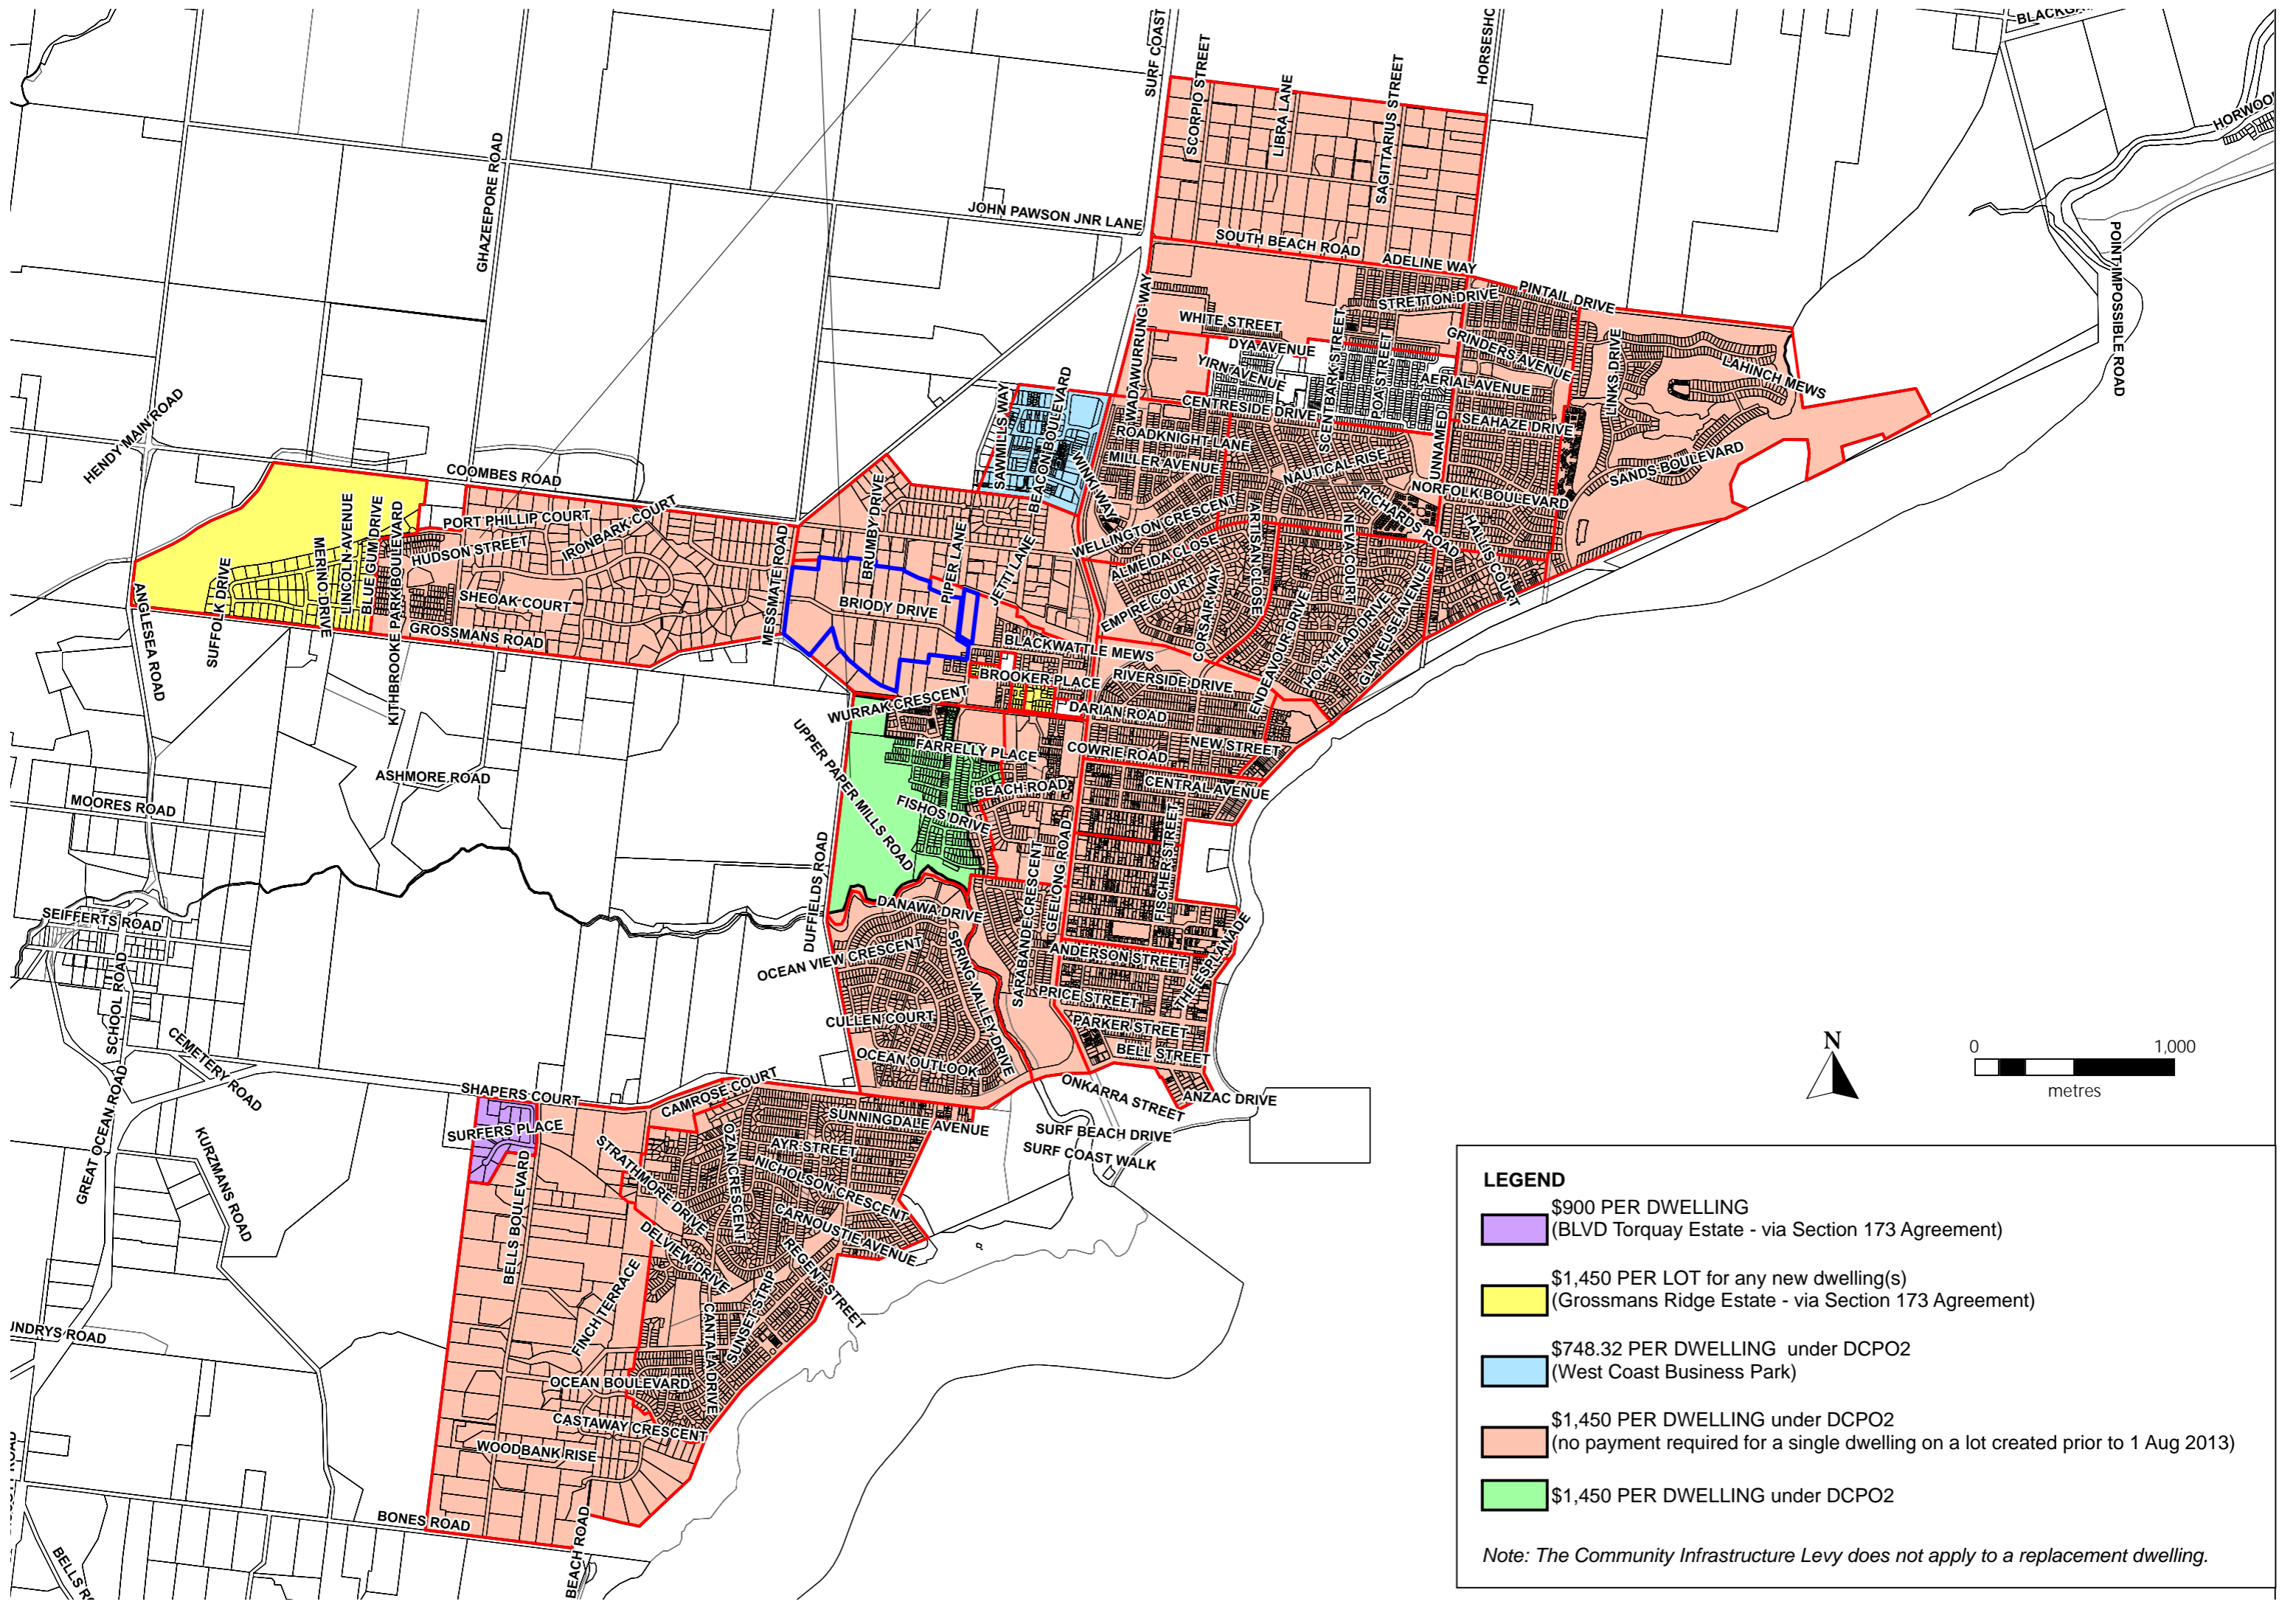 BLACKGA
SURF COAST
SCORPIO STREET
LIBRA LANE
SAGITTARIUS STREET
HORSESHO
HORWOO
GHAZEPORE ROAD
JOHN PAWSON JNR LANE
SOUTH BEACH ROAD
ADELINE WAY
POINT IMPOSSIBLE ROAD
STRETTON DRIVE
PINTAIL DRIVE
WADAWURRUNG WAY
WHITE STREET
DYA AVENUE
YIRN AVENUE
SCENTBARK STREET
POA STREET
GRINDERS AVENUE
LINKS DRIVE
LAHINCH MEWS
AERIAL AVENUE
CENTRESIDE DRIVE
SEAHAZE DRIVE
UNNAMED
HENDY MAIN ROAD
SAWMILLS WAY
BEACON BOULEVARD
WINKI WAY
ROADKNIGHT LANE
MILLER AVENUE
NAUTICAL RISE
SANDS BOULEVARD
NORFOLK BOULEVARD
COOMBES ROAD
BRUMBY DRIVE
WELLINGTON CRESCENT
RICHARDS ROAD
HALLIS COURT
PORT PHILLIP COURT
HUDSON STREET
IRONBARK COURT
MERINO DRIVE
LINCOLN AVENUE
BLUE GUM DRIVE
KITHBROOKE PARK BOULEVARD
SUFFOLK DRIVE
ANGLESEA ROAD
SHEOAK COURT
GROSSMANS ROAD
MESSMATE ROAD
PIPER LANE
JETTI LANE
BRIODY DRIVE
ALMEIDA CLOSE
EMPIRE COURT
CORSAIR WAY
ARTISAN CLOSE
NEVA COURT
ENDEAVOUR DRIVE
HOLYHEAD DRIVE
GLANEUSE AVENUE
BLACKWATTLE MEWS
BROOKER PLACE
RIVERSIDE DRIVE
WURRAK CRESCENT
DARIAN ROAD
UPPER PAPER MILLS ROAD
FARRELLY PLACE
COWRIE ROAD
NEW STREET
ASHMORE ROAD
MOORES ROAD
BEACH ROAD
CENTRAL AVENUE
FISHOS DRIVE
FISCHER STREET
DUFFIELDS ROAD
SARABANDE CRESCENT
GEELONG ROAD
SEIFFERTS ROAD
DANAWA DRIVE
OCEAN VIEW CRESCENT
SPRING VALLEY DRIVE
ANDERSON STREET
THE ESPLANADE
PRICE STREET
SCHOOL ROAD
CULLEN COURT
PARKER STREET
BELL STREET
CEMETERY ROAD
OCEAN OUTLOOK
ONKARRA STREET
ANZAC DRIVE
GREAT OCEAN ROAD
SHAPERS COURT
CAMROSE COURT
SURFERS PLACE
SUNNINGDALE AVENUE
SURF BEACH DRIVE
SURF COAST WALK
KURZMANS ROAD
STRATHMORE DRIVE
OZAN CRESCENT
AYR STREET
NICHOLSON CRESCENT
CARNOUSTIE AVENUE
BELLS BOULEVARD
DELVIEW DRIVE
REGENT STREET
FINCH TERRACE
CANTALA DRIVE
SUNSET STRIP
UNDRYS ROAD
OCEAN BOULEVARD
CASTAWAY CRESCENT
WOODBANK RISE
BONES ROAD
BEACH ROAD
BELLS RO
N
0 1,000
metres
LEGEND
$900 PER DWELLING
(BLVD Torquay Estate - via Section 173 Agreement)
$1,450 PER LOT for any new dwelling(s)
(Grossmans Ridge Estate - via Section 173 Agreement)
$748.32 PER DWELLING under DCPO2
(West Coast Business Park)
$1,450 PER DWELLING under DCPO2
(no payment required for a single dwelling on a lot created prior to 1 Aug 2013)
$1,450 PER DWELLING under DCPO2
Note: The Community Infrastructure Levy does not apply to a replacement dwelling.